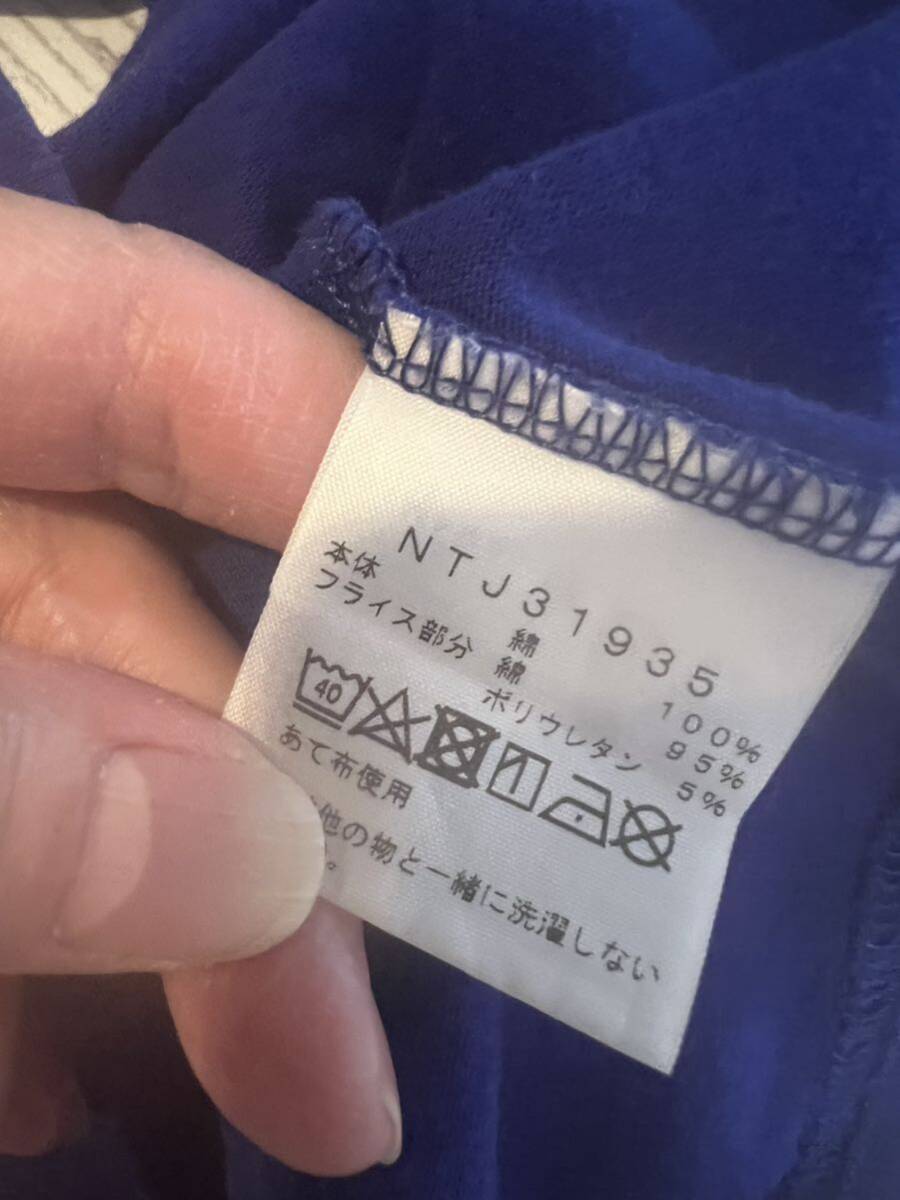 NTJ31935
本体 綿 100%
フライス部分 綿 95%
ポリウレタン 5%
40
あて布使用
他の物と一緒に洗濯しない
。